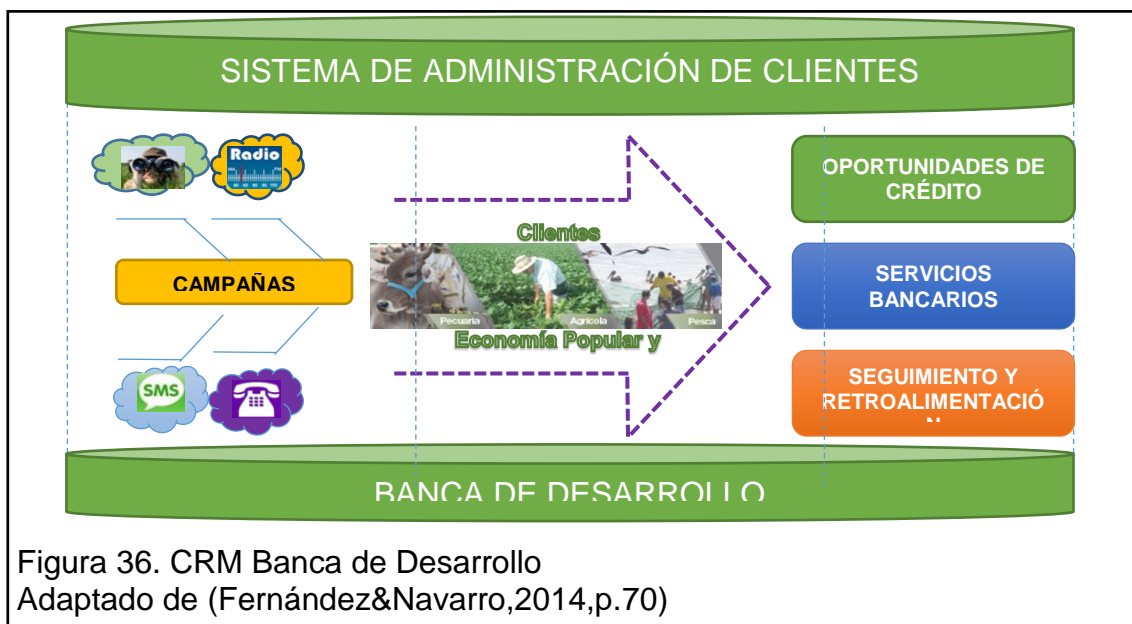 SISTEMA DE ADMINISTRACIÓN DE CLIENTES
Radio
CAMPAÑAS
SMS
Clientes
Pecuaria
Agrícola
Pesca
Economía Popular y
OPORTUNIDADES DE
CRÉDITO
SERVICIOS
BANCARIOS
SEGUIMIENTO Y
RETROALIMENTACIÓ
N
BANCA DE DESARROLLO
Figura 36. CRM Banca de Desarrollo
Adaptado de (Fernández&Navarro,2014,p.70)